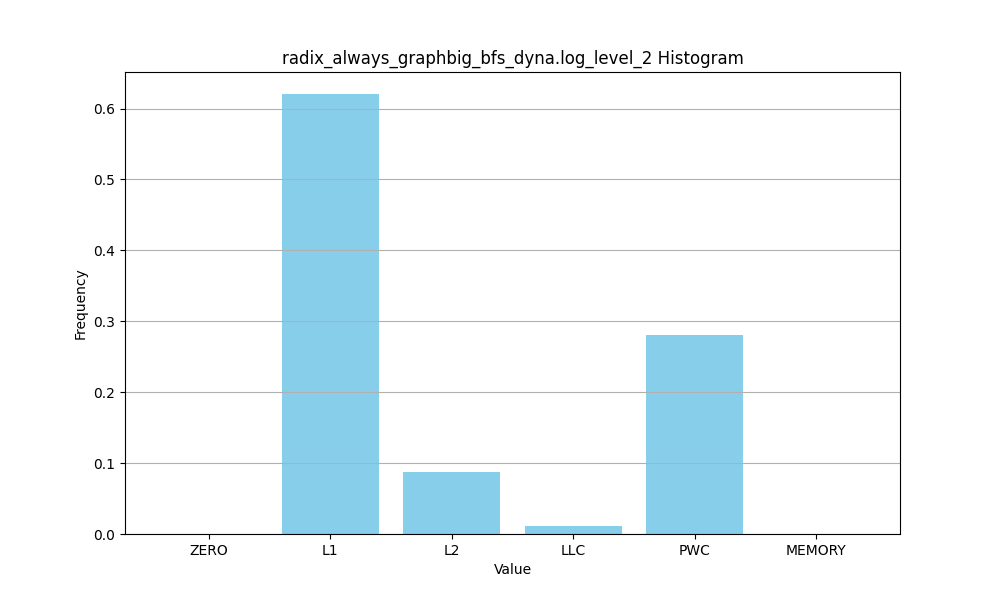 radix_always_graphbig_bfs_dyna.log_level_2 Histogram
0.6
0.5
0.4
0.3
0.2
0.1
0.0
Frequency
ZERO L1 L2 LLC PWC MEMORY
Value